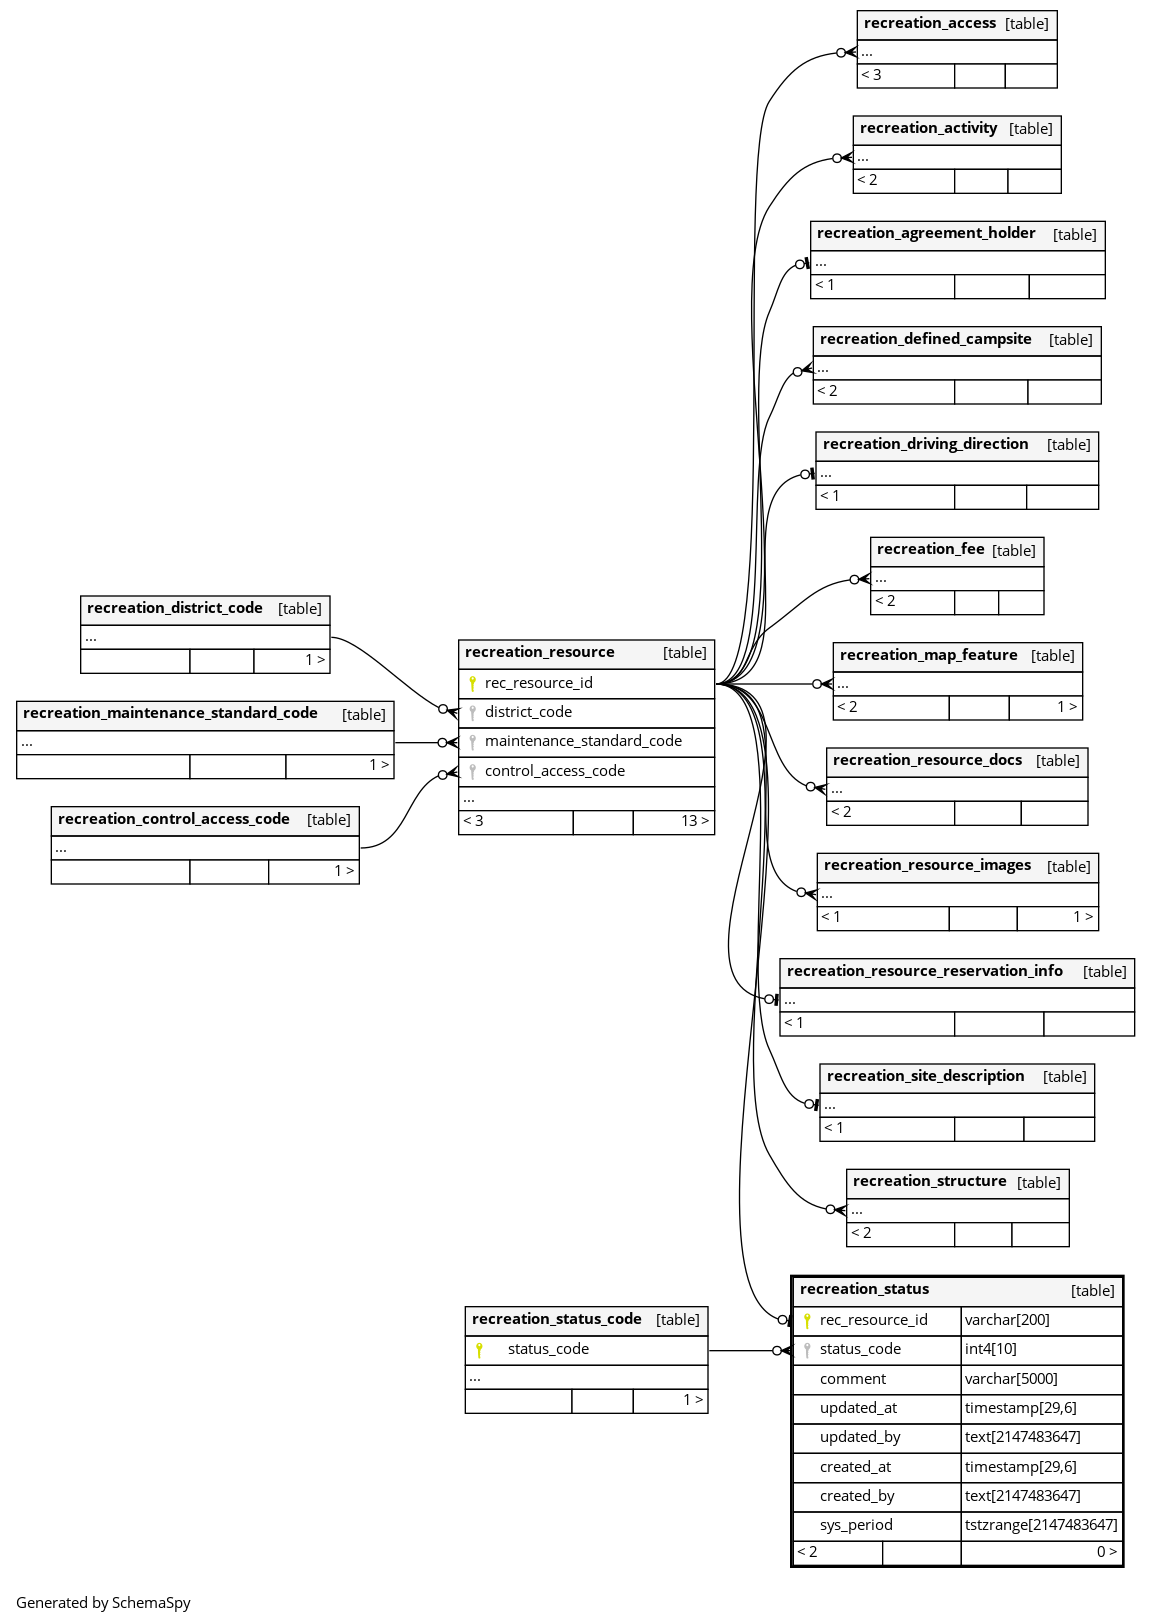 recreation_access [table]
...
< 3
recreation_activity [table]
...
< 2
recreation_agreement_holder [table]
...
< 1
recreation_defined_campsite [table]
...
< 2
recreation_driving_direction [table]
...
< 1
recreation_fee [table]
...
< 2
recreation_district_code [table]
...
1 >
recreation_maintenance_standard_code [table]
...
1 >
recreation_control_access_code [table]
...
1 >
recreation_resource [table]
rec_resource_id
district_code
maintenance_standard_code
control_access_code
...
< 3 13 >
recreation_map_feature [table]
...
< 2 1 >
recreation_resource_docs [table]
...
< 2
recreation_resource_images [table]
...
< 1 1 >
recreation_resource_reservation_info [table]
...
< 1
recreation_site_description [table]
...
< 1
recreation_structure [table]
...
< 2
recreation_status_code [table]
status_code
...
1 >
recreation_status [table]
rec_resource_id varchar[200]
status_code int4[10]
comment varchar[5000]
updated_at timestamp[29,6]
updated_by text[2147483647]
created_at timestamp[29,6]
created_by text[2147483647]
sys_period tstzrange[2147483647]
< 2 0 >
Generated by SchemaSpy